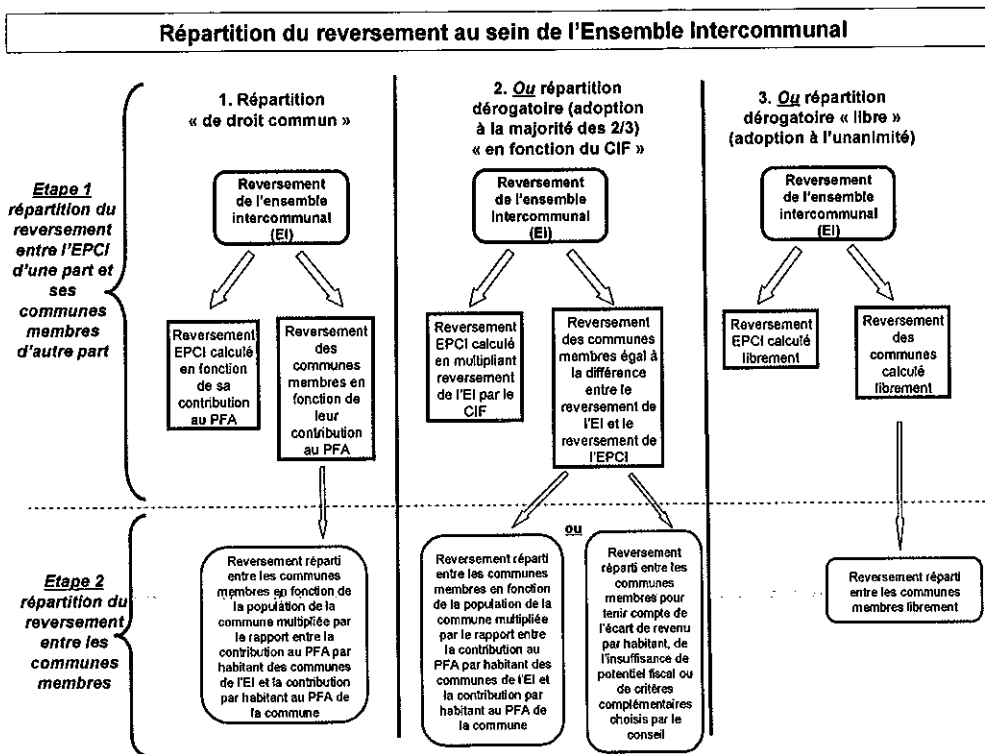 Répartition du reversement au sein de l'Ensemble Intercommunal
1. Répartition
« de droit commun »
2. Ou répartition
dérogatoire (adoption
à la majorité des 2/3)
« en fonction du CIF »
3. Ou répartition
dérogatoire « libre »
(adoption à l'unanimité)
Etape 1
répartition du
reversement
entre l'EPCI
d'une part et
ses
communes
membres
d'autre part
Reversement
de l'ensemble
intercommunal
(EI)
Reversement
EPCI calculé
en fonction
de sa
contribution
au PFA
Reversement
des
communes
membres en
fonction de
leur
contribution
au PFA
Reversement
de l'ensemble
Intercommunal
(EI)
Reversement
EPCI calculé
en multipliant
reversement
de l'EI par le
CIF
Reversement
des communes
membres égal à
la différence
entre le
reversement de
l'EI et le
reversement de
l'EPCI
Reversement
de l'ensemble
intercommunal
(EI)
Reversement
EPCI calculé
librement
Reversement
des
communes
calculé
librement
Etape 2
répartition du
reversement
entre les
communes
membres
Reversement réparti
entre les communes
membres en fonction de
la population de la
commune multipliée
par le rapport entre la
contribution au PFA par
habitant des communes
de l'EI et la contribution
par habitant au PFA de
la commune
Reversement réparti
entre les communes
membres en fonction
de la population de la
commune multipliée
par le rapport entre
la contribution au
PFA par habitant des
communes de l'EI et
la contribution par
habitant au PFA de la
commune
ou
Reversement
réparti entre les
communes
membres pour
tenir compte de
l'écart de revenu
par habitant, de
l'insuffisance de
potentiel fiscal ou
de critères
complémentaires
choisis par le
conseil
Reversement réparti
entre les communes
membres librement